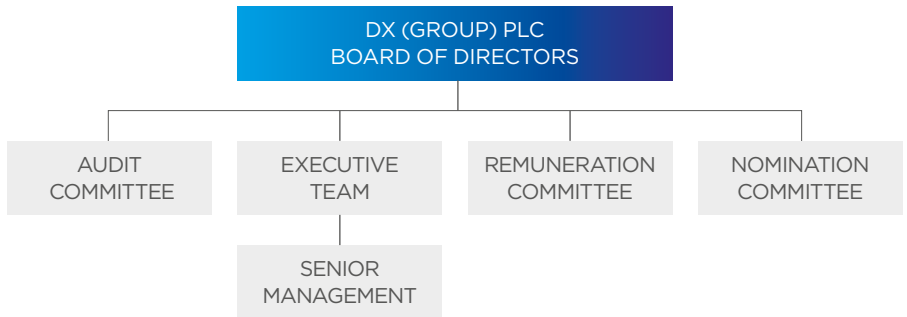 DX (GROUP) PLC
BOARD OF DIRECTORS
AUDIT
COMMITTEE
EXECUTIVE
TEAM
REMUNERATION
COMMITTEE
NOMINATION
COMMITTEE
SENIOR
MANAGEMENT